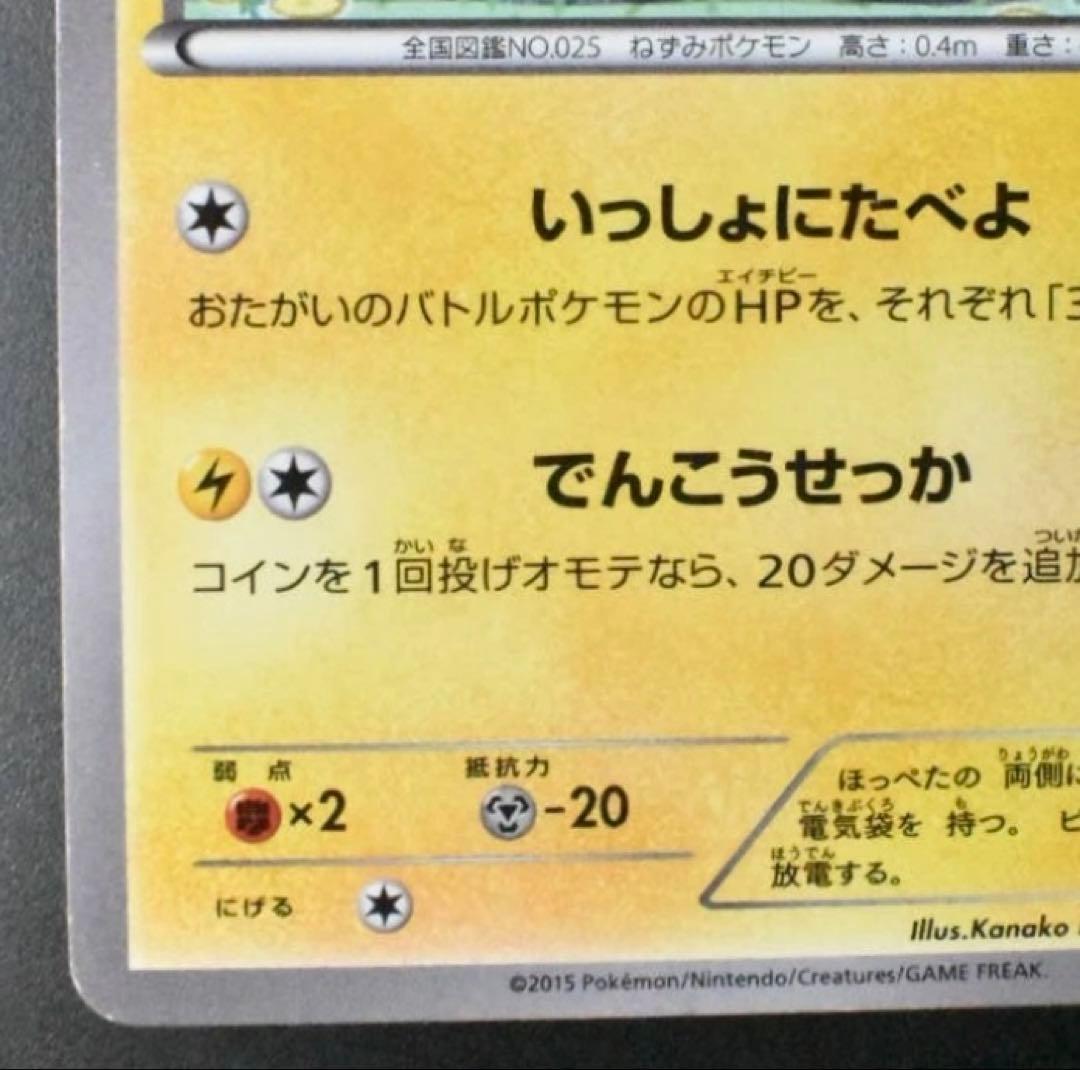 全国図鑑NO.025 ねずみポケモン 高さ：0.4m 重さ：
いっしょにたべよ
エイチピー
おたがいのバトルポケモンのHPを、それぞれ「3
でんこうせっか
かい な
コインを1回投げオモテなら、20ダメージを追加
弱点 抵抗力
×2 -20
にげる
りょうがわ
ほっぺたの 両側に
でんきぶくろ も
電気袋を 持つ。 ピ
ほうでん
放電する。
Illus.Kanako
©2015 Pokémon/Nintendo/Creatures/GAME FREAK.